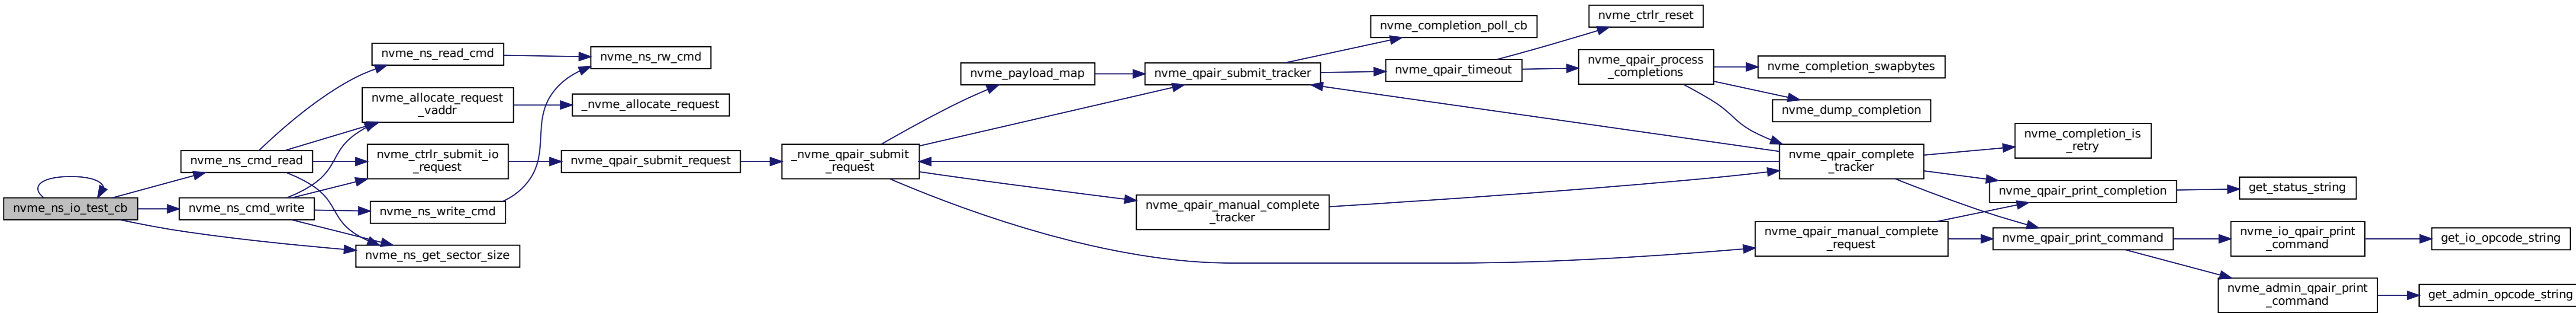 nvme_ns_io_test_cb
nvme_ns_cmd_read
nvme_ns_cmd_write
nvme_ns_read_cmd
nvme_allocate_request
_vaddr
nvme_ctrlr_submit_io
_request
nvme_ns_write_cmd
nvme_ns_get_sector_size
nvme_ns_rw_cmd
_nvme_allocate_request
nvme_qpair_submit_request
_nvme_qpair_submit
_request
nvme_payload_map
nvme_qpair_submit_tracker
nvme_qpair_manual_complete
_tracker
nvme_completion_poll_cb
nvme_qpair_timeout
nvme_ctrlr_reset
nvme_qpair_process
_completions
nvme_completion_swapbytes
nvme_dump_completion
nvme_qpair_complete
_tracker
nvme_qpair_manual_complete
_request
nvme_completion_is
_retry
nvme_qpair_print_completion
nvme_qpair_print_command
get_status_string
nvme_io_qpair_print
_command
nvme_admin_qpair_print
_command
get_io_opcode_string
get_admin_opcode_string